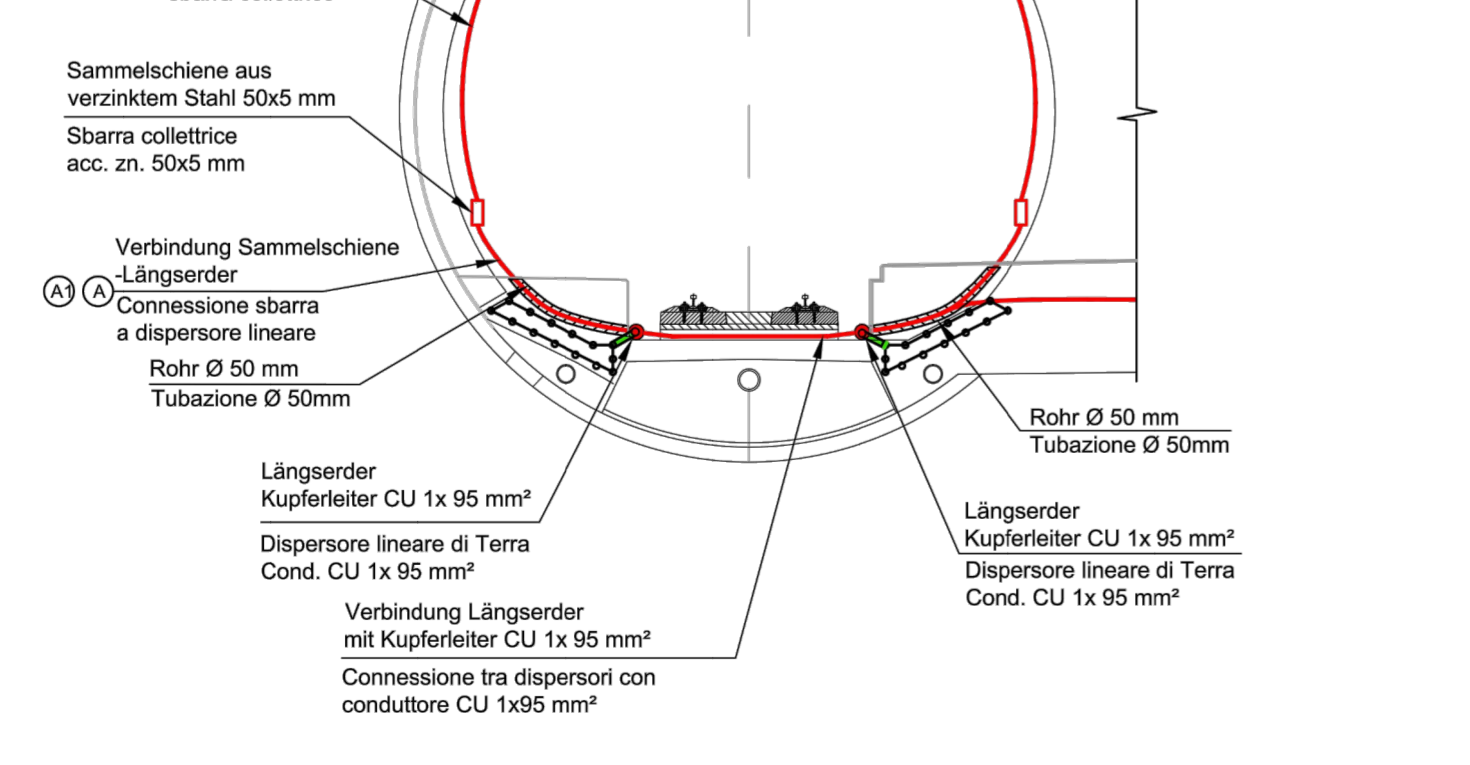 Sammelschiene aus
verzinktem Stahl 50x5 mm
Sbarra collettrice
acc. zn. 50x5 mm
Verbindung Sammelschiene
-Längserder
A1 A
Connessione sbarra
a dispersore lineare
Rohr Ø 50 mm
Tubazione Ø 50mm
Rohr Ø 50 mm
Tubazione Ø 50mm
Längserder
Kupferleiter CU 1x 95 mm²
Dispersore lineare di Terra
Cond. CU 1x 95 mm²
Längserder
Kupferleiter CU 1x 95 mm²
Dispersore lineare di Terra
Cond. CU 1x 95 mm²
Verbindung Längserder
mit Kupferleiter CU 1x 95 mm²
Connessione tra dispersori con
conduttore CU 1x95 mm²